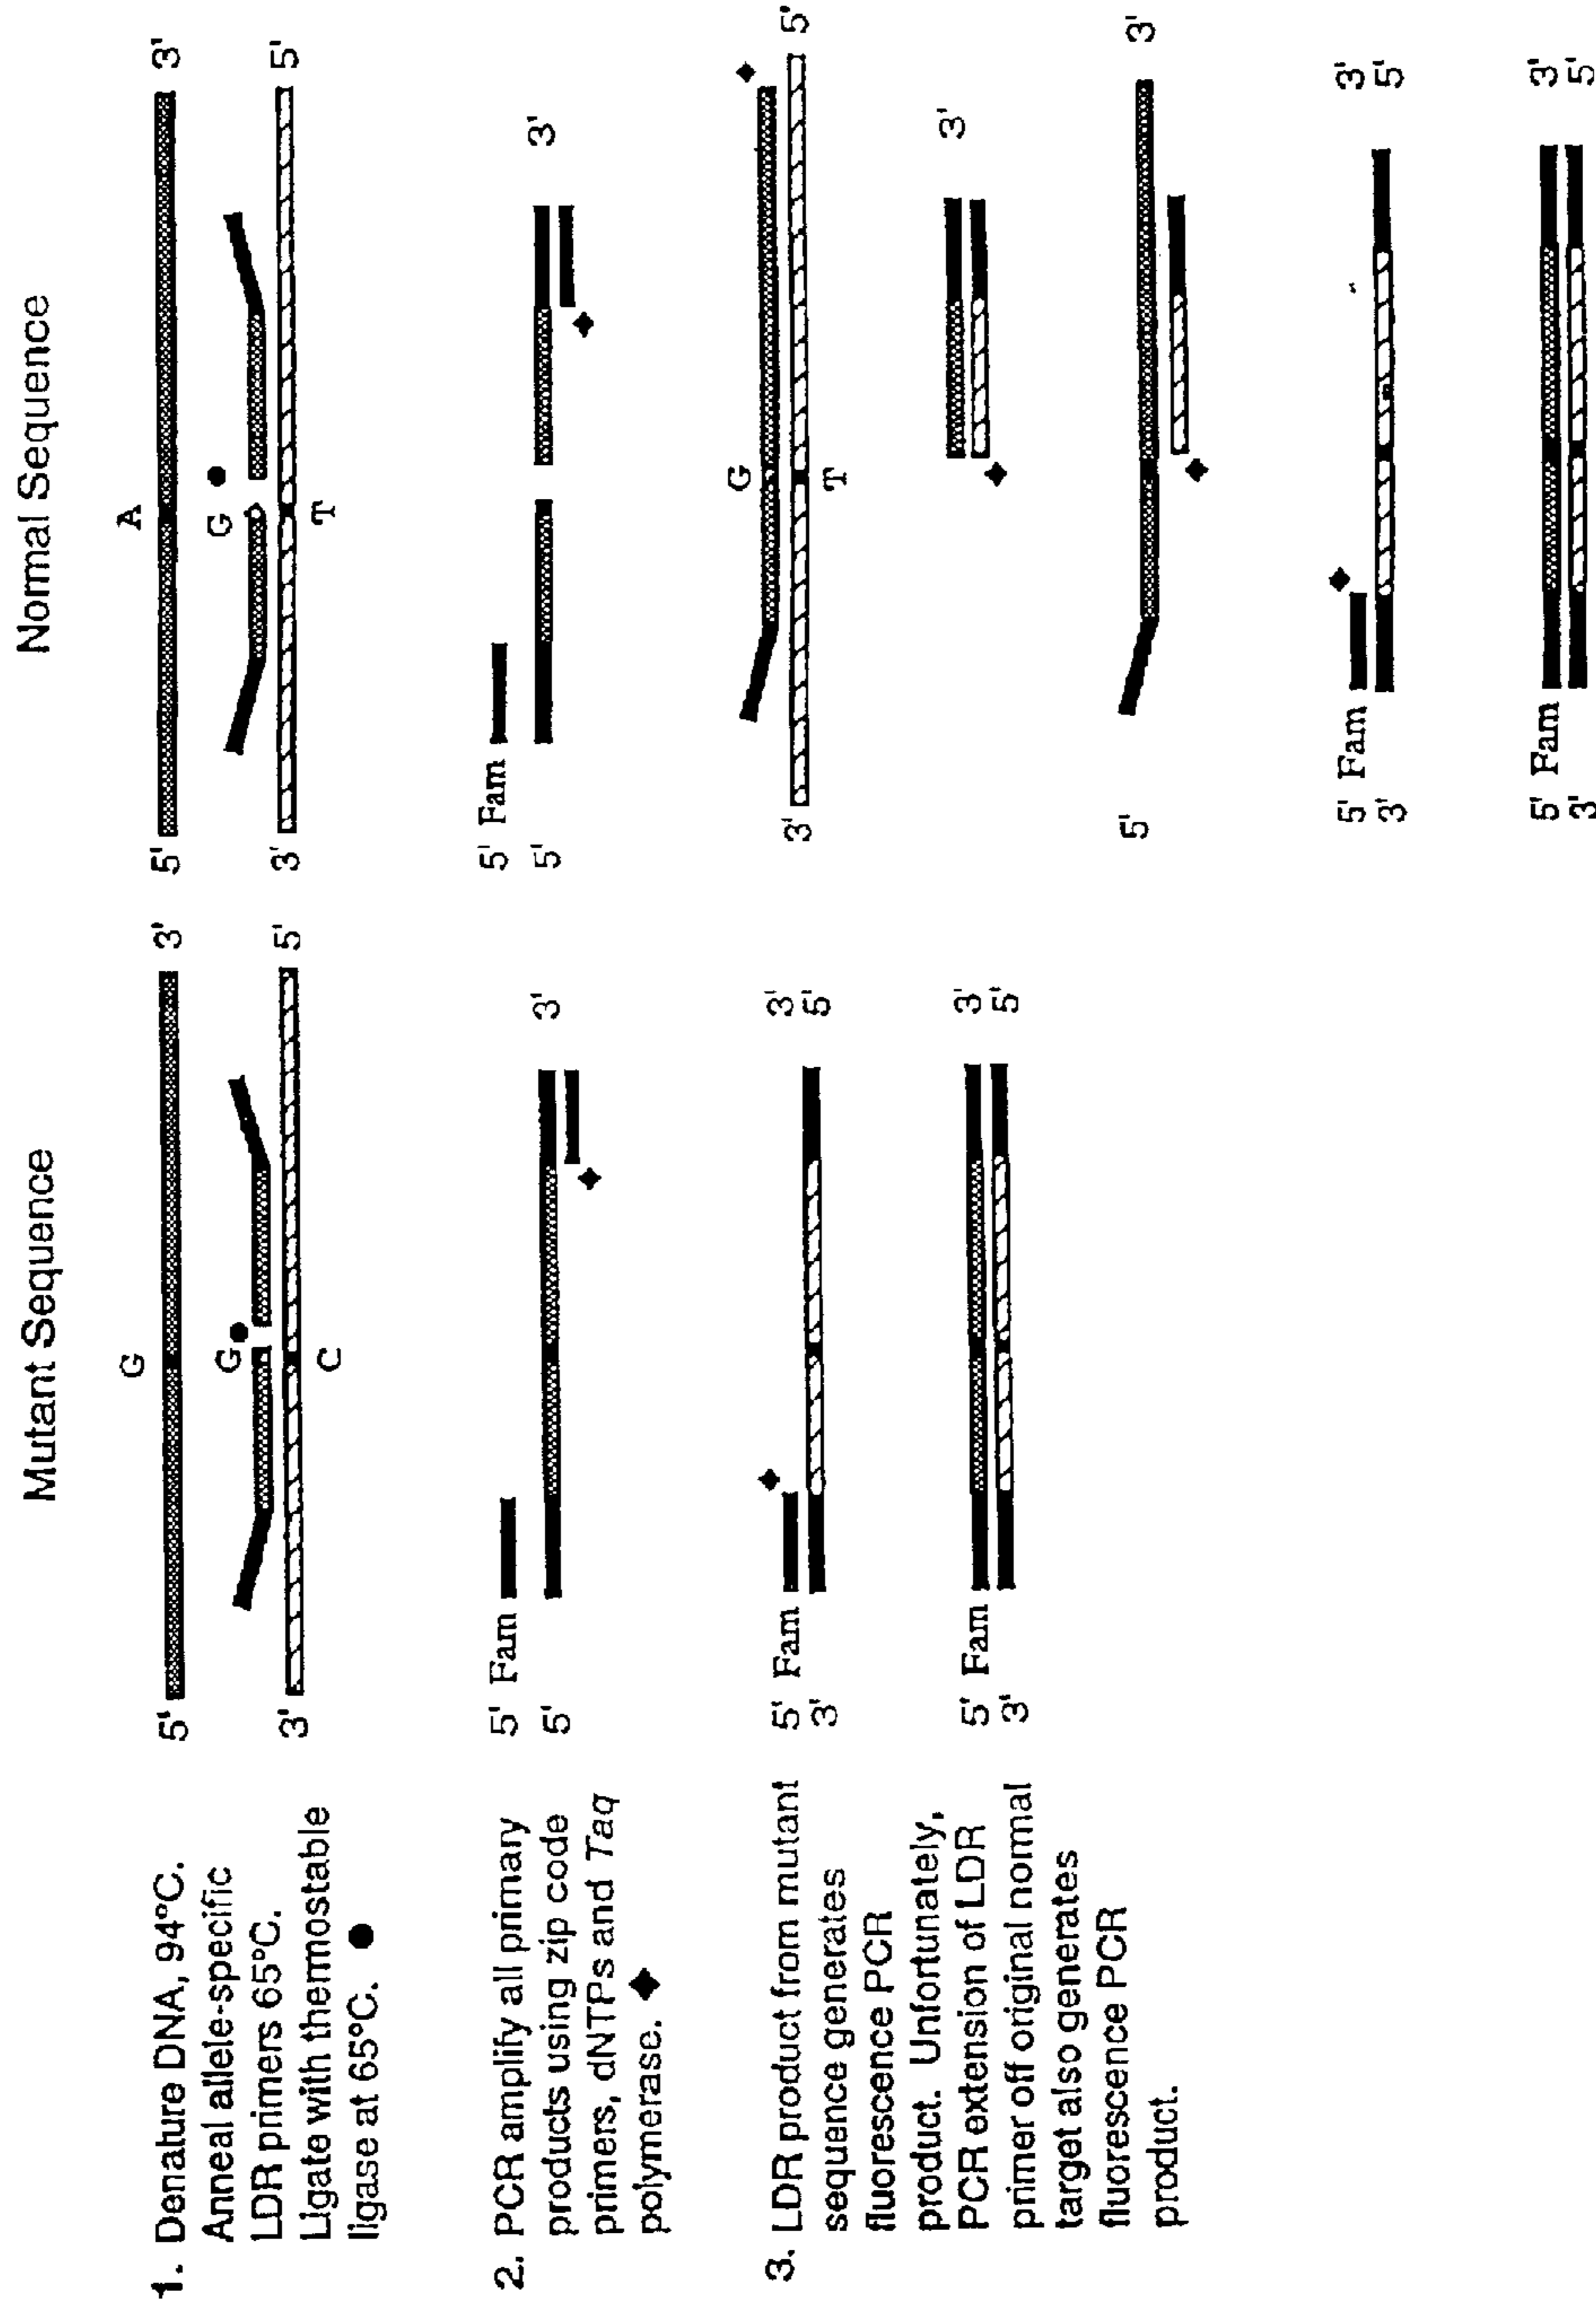 Mutant Sequence
Normal Sequence
1. Denature DNA, 94°C.
Anneal allele-specific
LDR primers 65°C.
Ligate with thermostable
ligase at 65°C.
5' G 3'
G
3' C 5'
5' A 3'
G
3' T 5'
2. PCR amplify all primary
products using zip code
primers, dNTPs and Taq
polymerase.
5' Fam
5' 3'
5' Fam
5' 3'
3. LDR product from mutant
sequence generates
fluorescence PCR
product. Unfortunately,
PCR extension of LDR
primer off original normal
target also generates
fluorescence PCR
product.
5' Fam 3'
3' 5'
5' Fam 3'
3' 5'
G
3' T 5'
3'
5' 3'
5' Fam 3'
3' 5'
5' Fam 3'
3' 5'